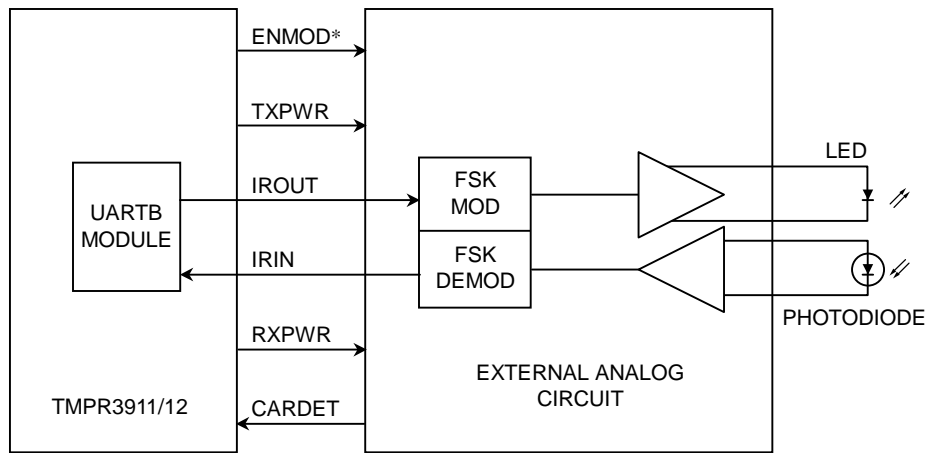 ENMOD*
TXPWR
LED
IROUT
FSK
MOD
UARTB
MODULE
IRIN
FSK
DEMOD
PHOTODIODE
RXPWR
EXTERNAL ANALOG
CIRCUIT
TMPR3911/12
CARDET